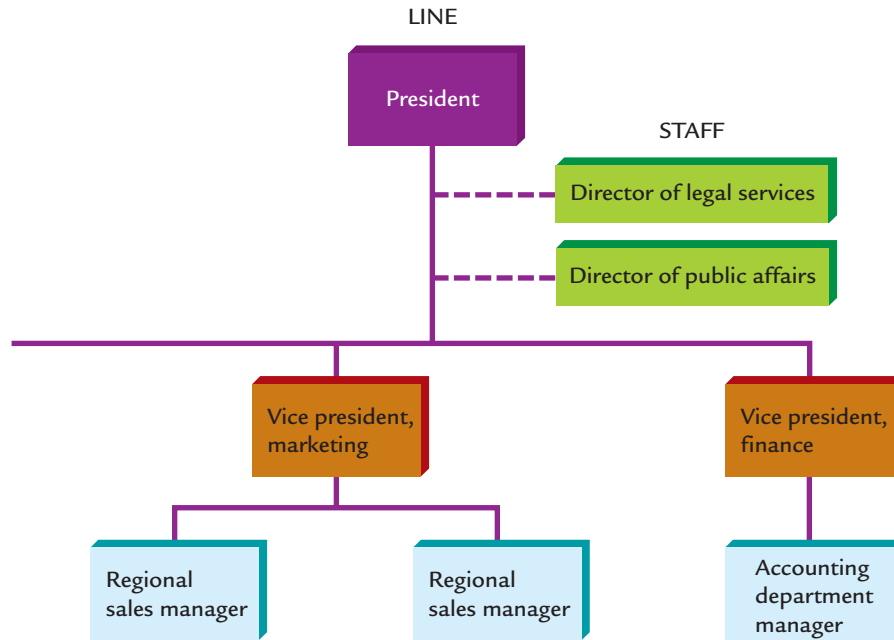 LINE
President
STAFF
Director of legal services
Director of public affairs
Vice president,
marketing
Vice president,
finance
Regional
sales manager
Regional
sales manager
Accounting
department
manager